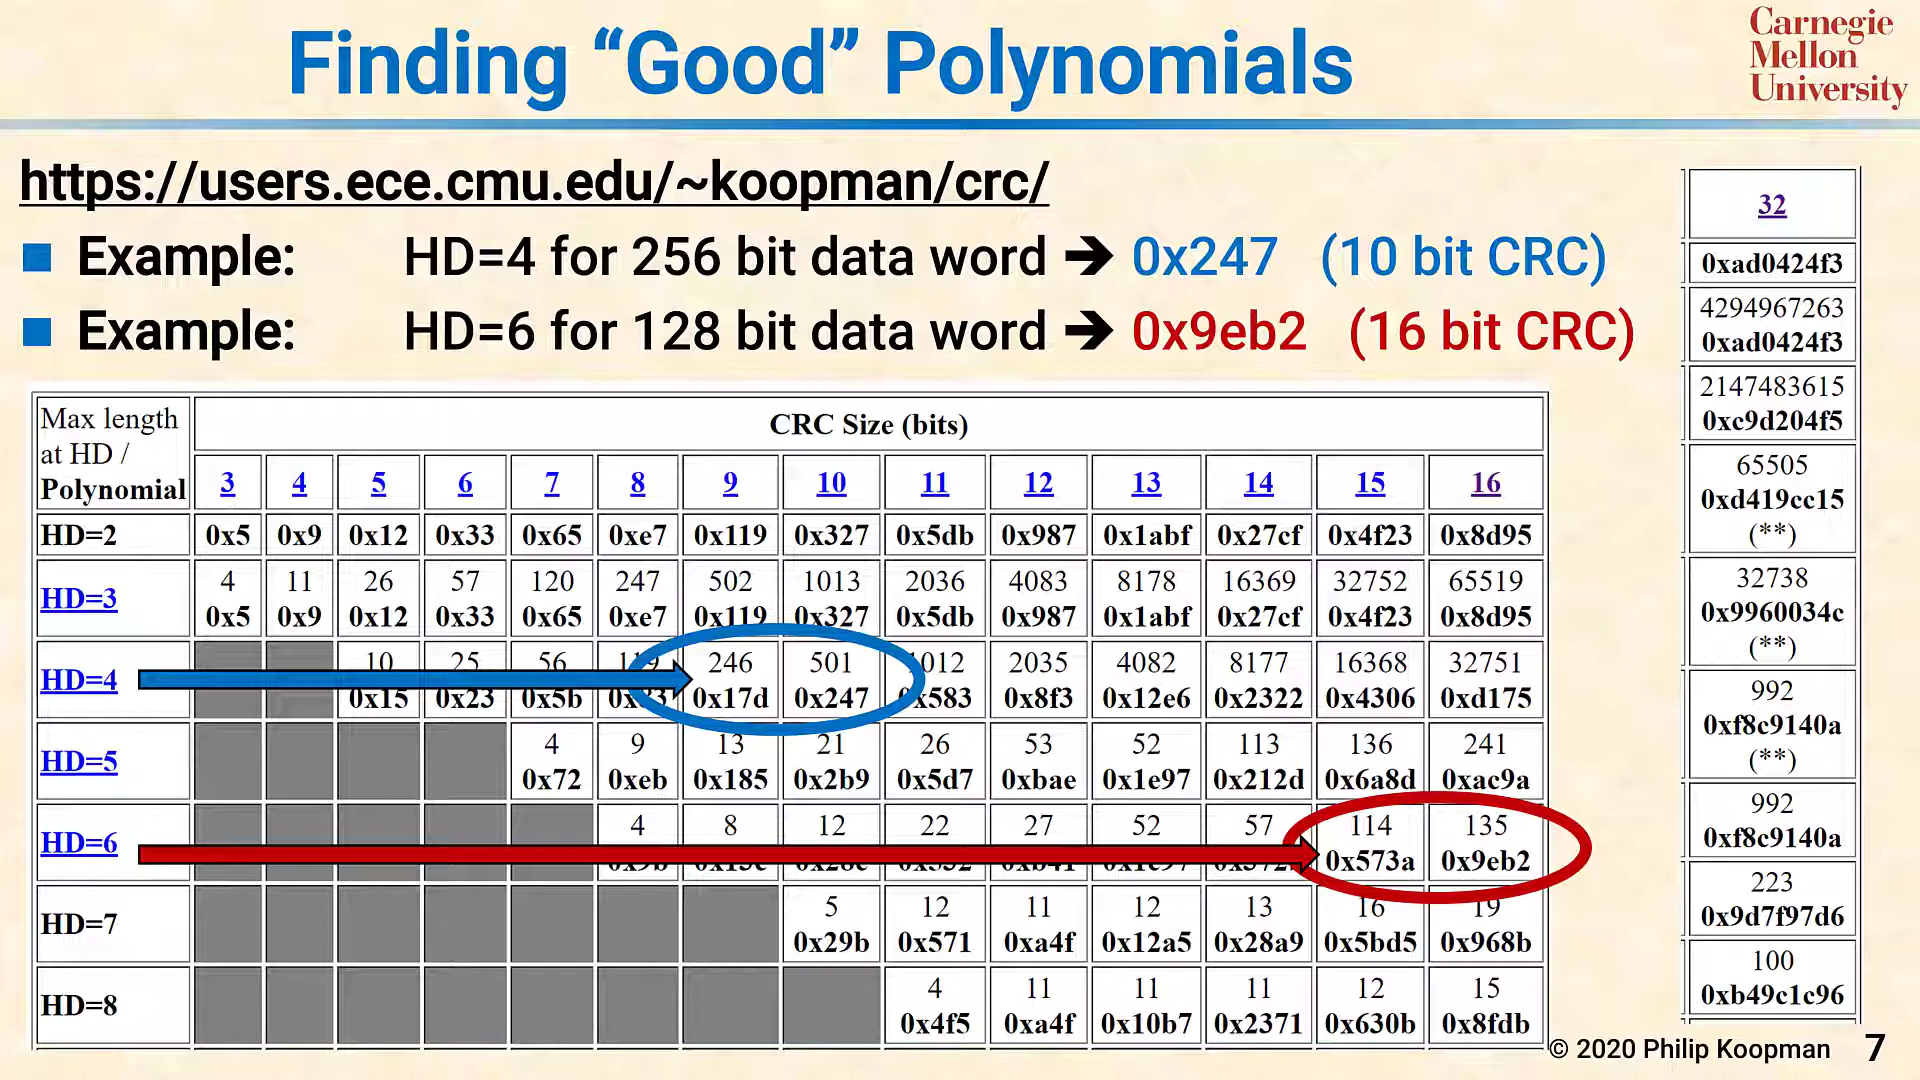 Finding “Good” Polynomials
Carnegie
Mellon
University
https://users.ece.cmu.edu/~koopman/crc/
Example: HD=4 for 256 bit data word ➔ 0x247 (10 bit CRC)
Example: HD=6 for 128 bit data word ➔ 0x9eb2 (16 bit CRC)
Max length at HD / Polynomial
CRC Size (bits)
3 4 5 6 7 8 9 10 11 12 13 14 15 16
HD=2 0x5 0x9 0x12 0x33 0x65 0xe7 0x119 0x327 0x5db 0x987 0x1abf 0x27cf 0x4f23 0x8d95
HD=3
4 11 26 57 120 247 502 1013 2036 4083 8178 16369 32752 65519
0x5 0x9 0x12 0x33 0x65 0xe7 0x119 0x327 0x5db 0x987 0x1abf 0x27cf 0x4f23 0x8d95
HD=4
10 25 56 119 246 501 1012 2035 4082 8177 16368 32751
0x15 0x23 0x5b 0x17d 0x247 0x583 0x8f3 0x12e6 0x2322 0x4306 0xd175
HD=5
4 9 13 21 26 53 52 113 136 241
0x72 0xeb 0x185 0x2b9 0x5d7 0xbae 0x1e97 0x212d 0x6a8d 0xac9a
HD=6
4 8 12 22 27 52 57 114 135
0x573a 0x9eb2
HD=7
5 12 11 12 13 16 19
0x29b 0x571 0xa4f 0x12a5 0x28a9 0x5bd5 0x968b
HD=8
4 11 11 11 12 15
0x4f5 0xa4f 0x10b7 0x2371 0x630b 0x8fdb
32
0xad0424f3
4294967263
0xad0424f3
2147483615
0xc9d204f5
65505
0xd419cc15
(**)
32738
0x9960034c
(**)
992
0xf8c9140a
(**)
992
0xf8c9140a
223
0x9d7f97d6
100
0xb49c1c96
© 2020 Philip Koopman 7